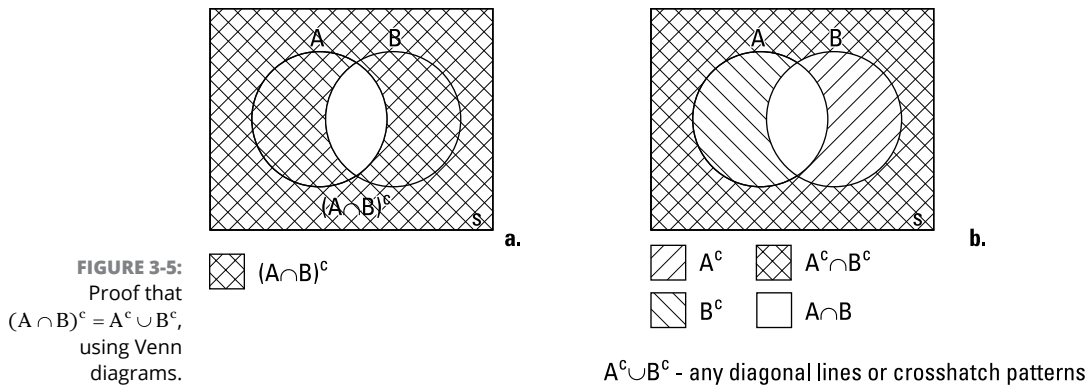 A B
(A∩B)ᶜ
S
a.
(A∩B)ᶜ
A B
S
b.
Aᶜ Aᶜ∩Bᶜ
Bᶜ A∩B
Aᶜ∪Bᶜ - any diagonal lines or crosshatch patterns
FIGURE 3-5:
Proof that
(A ∩ B)ᶜ = Aᶜ ∪ Bᶜ,
using Venn
diagrams.